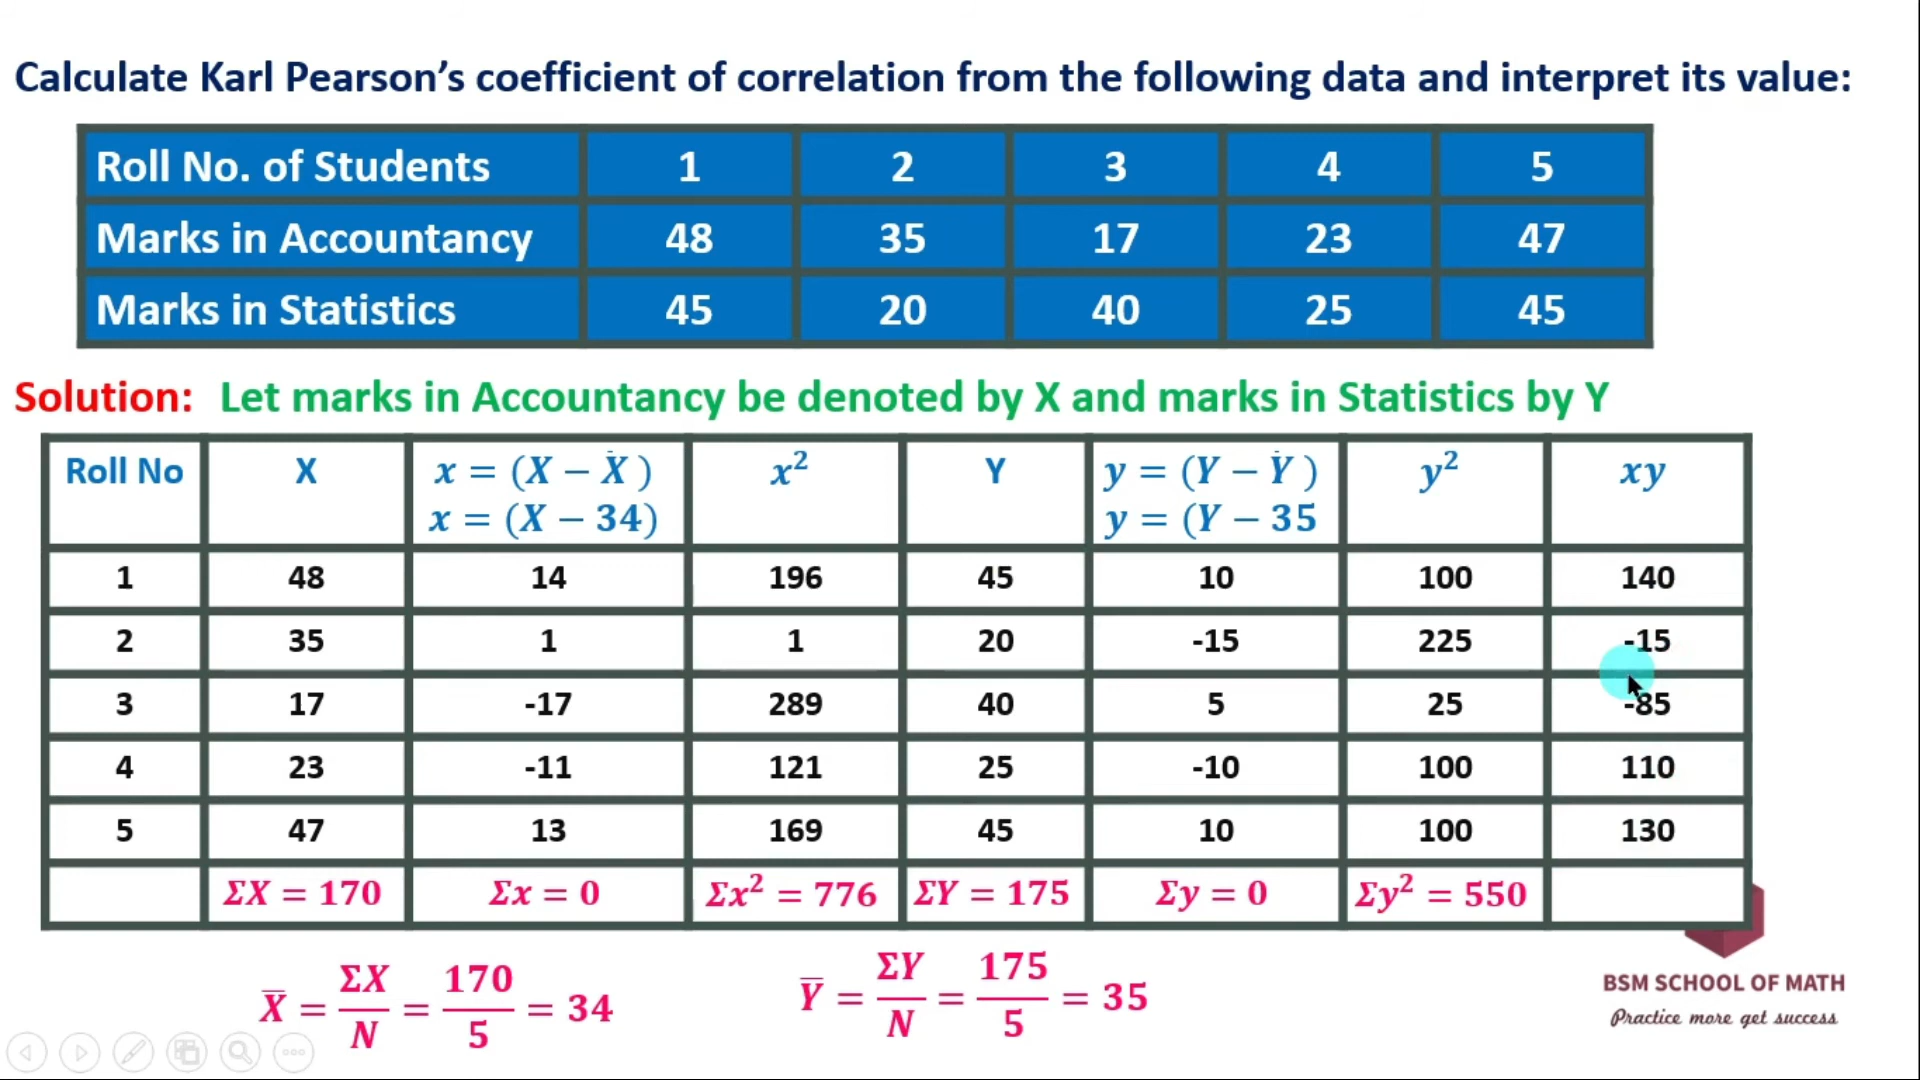 Calculate Karl Pearson’s coefficient of correlation from the following data and interpret its value:
Roll No. of Students 1 2 3 4 5
Marks in Accountancy 48 35 17 23 47
Marks in Statistics 45 20 40 25 45
Solution: Let marks in Accountancy be denoted by X and marks in Statistics by Y
Roll No X x = (X − X̄ ) x² Y y = (Y − Ȳ ) y² xy
x = (X − 34) y = (Y − 35
1 48 14 196 45 10 100 140
2 35 1 1 20 -15 225 -15
3 17 -17 289 40 5 25 -85
4 23 -11 121 25 -10 100 110
5 47 13 169 45 10 100 130
ΣX = 170 Σx = 0 Σx² = 776 ΣY = 175 Σy = 0 Σy² = 550
X̄ = ΣX/N = 170/5 = 34 Ȳ = ΣY/N = 175/5 = 35
BSM SCHOOL OF MATH
Practice more get success